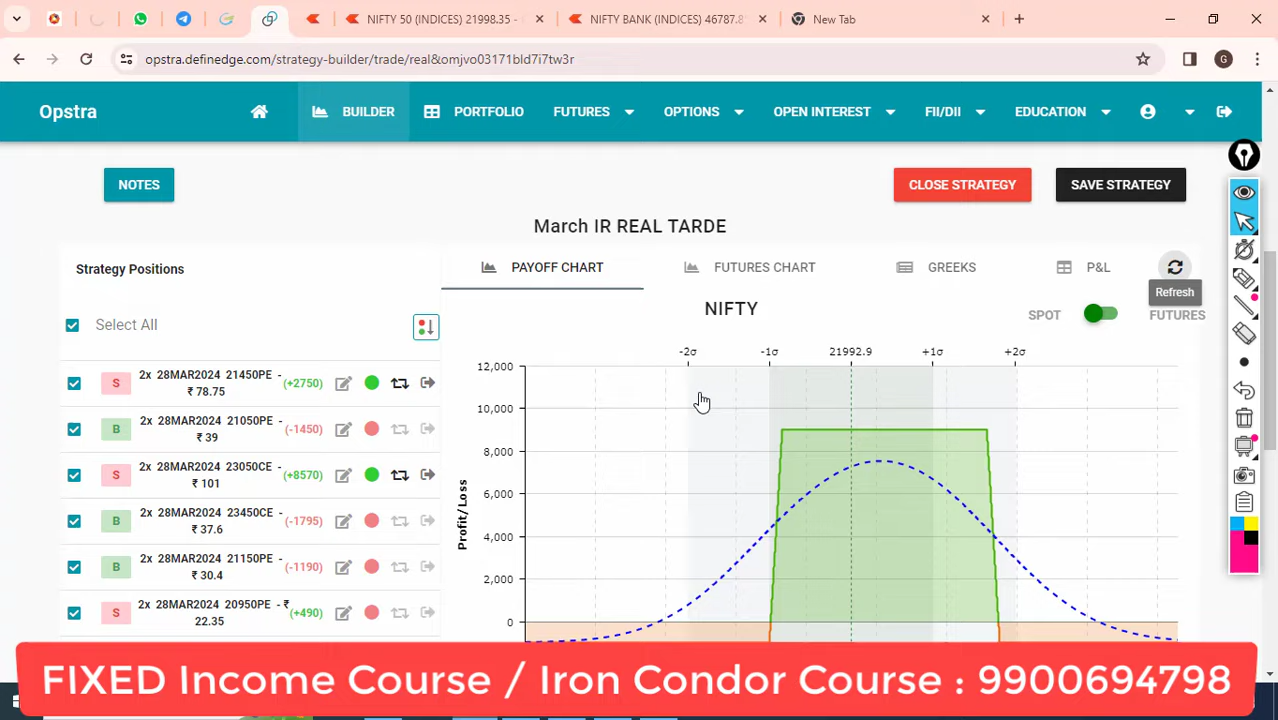 NIFTY 50 (INDICES) 21998.35 -
NIFTY BANK (INDICES) 46787.8
New Tab
opstra.definedge.com/strategy-builder/trade/real&omjvo03171bld7i7tw3r
G
Opstra
BUILDER
PORTFOLIO
FUTURES
OPTIONS
OPEN INTEREST
FII/DII
EDUCATION
NOTES
CLOSE STRATEGY
SAVE STRATEGY
March IR REAL TARDE
Strategy Positions
PAYOFF CHART
FUTURES CHART
GREEKS
P&L
Refresh
Select All
NIFTY
SPOT
FUTURES
-2σ
-1σ
21992.9
+1σ
+2σ
12,000
10,000
8,000
6,000
4,000
2,000
0
Profit/Loss
S
2x 28MAR2024 21450PE -
₹ 78.75
(+2750)
B
2x 28MAR2024 21050PE -
₹ 39
(-1450)
S
2x 28MAR2024 23050CE -
₹ 101
(+8570)
B
2x 28MAR2024 23450CE -
₹ 37.6
(-1795)
B
2x 28MAR2024 21150PE -
₹ 30.4
(-1190)
S
2x 28MAR2024 20950PE - ₹
22.35
(+490)
FIXED Income Course / Iron Condor Course : 9900694798